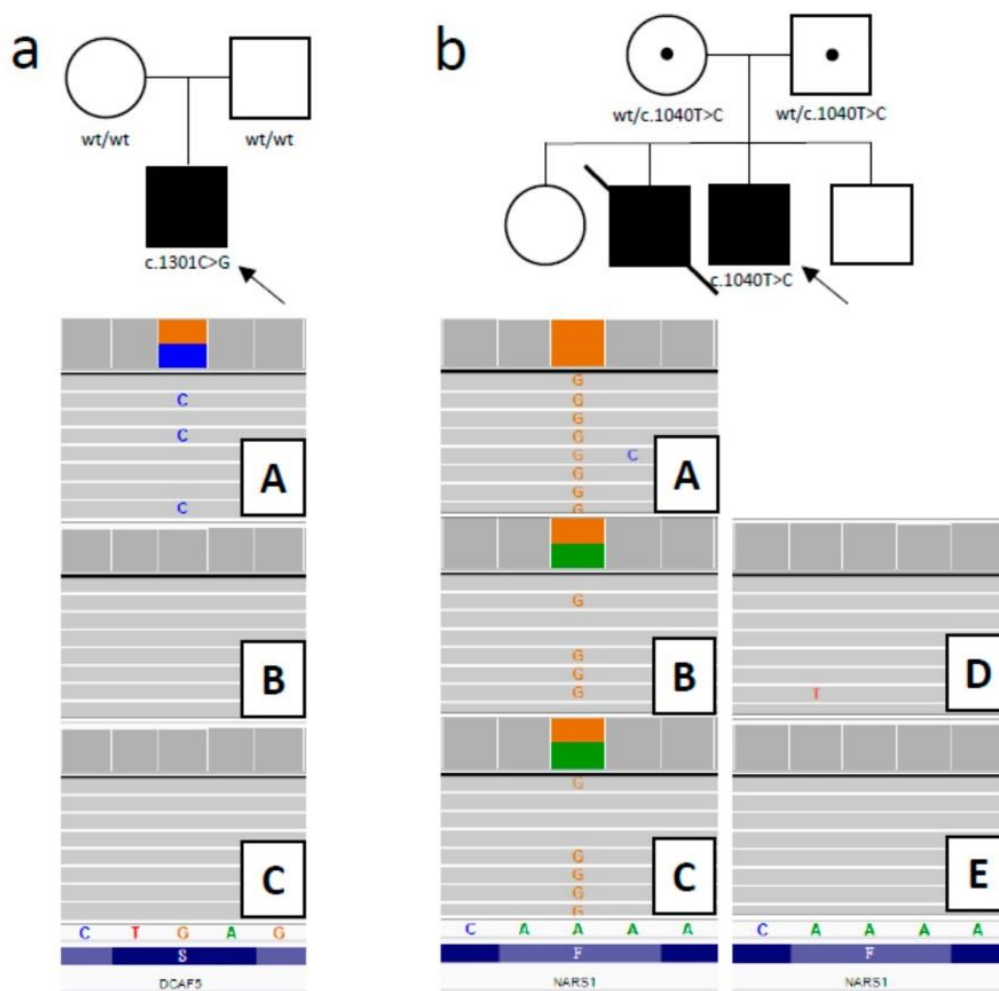 a
b
wt/wt wt/wt
wt/c.1040T>C wt/c.1040T>C
c.1301C>G
c.1040T>C
C
C
C
A
B
C
C T G A G
S
DCAF5
G
G
G
G
G C
G
G
G
A
G
G
G
G
B
G
G
G
G
G
C
C A A A A
F
NARS1
T
D
E
C A A A A
F
NARS1